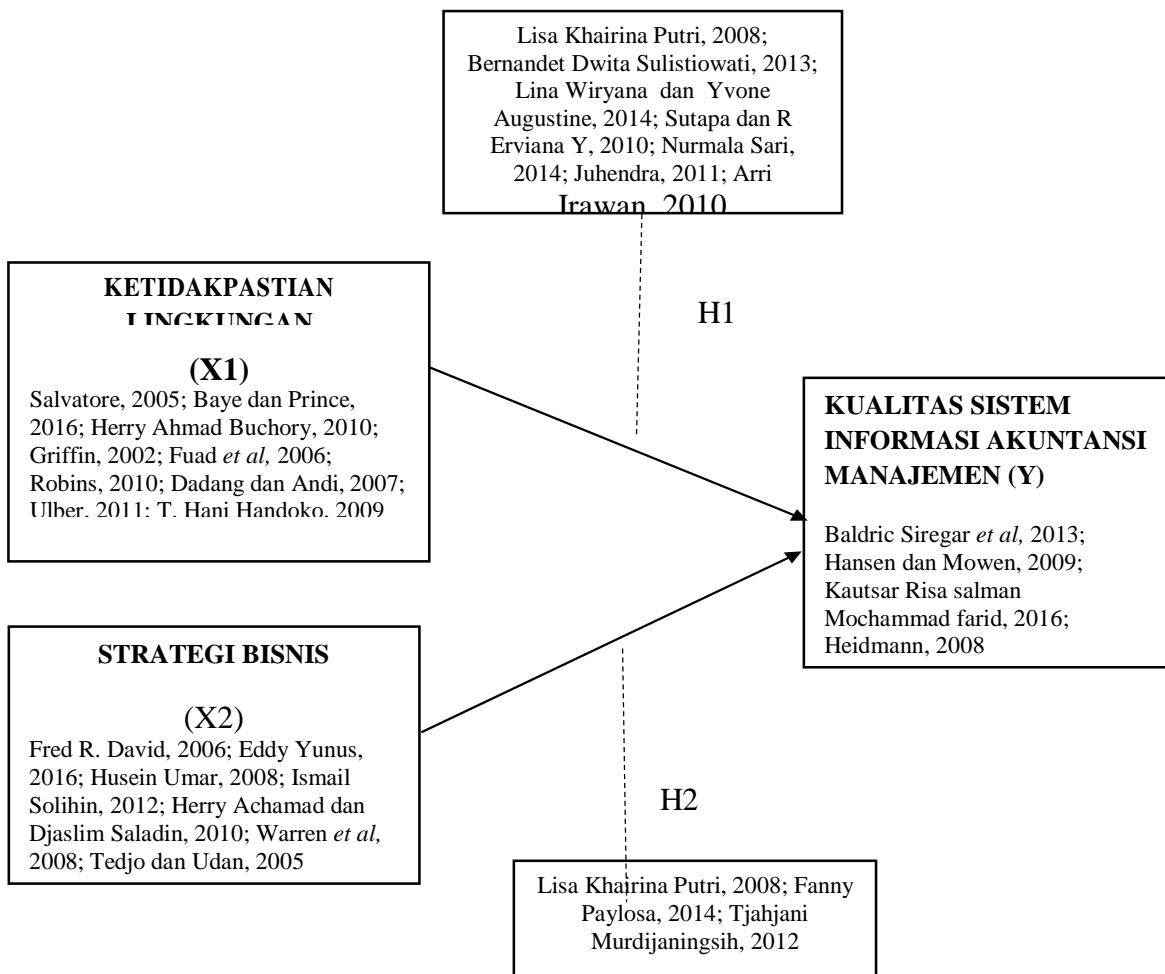 Lisa Khairina Putri, 2008;
Bernandet Dwita Sulistiowati, 2013;
Lina Wiryana dan Yvone
Augustine, 2014; Sutapa dan R
Erviana Y, 2010; Nurmala Sari,
2014; Juhendra, 2011; Arri
Irawan 2010
KETIDAKPASTIAN
LINGKUNGAN
(X1)
Salvatore, 2005; Baye dan Prince,
2016; Herry Ahmad Buchory, 2010;
Griffin, 2002; Fuad et al, 2006;
Robins, 2010; Dadang dan Andi, 2007;
Ulber, 2011; T. Hani Handoko, 2009
H1
KUALITAS SISTEM
INFORMASI AKUNTANSI
MANAJEMEN (Y)
Baldric Siregar et al, 2013;
Hansen dan Mowen, 2009;
Kautsar Risa salman
Mochammad farid, 2016;
Heidmann, 2008
STRATEGI BISNIS
(X2)
Fred R. David, 2006; Eddy Yunus,
2016; Husein Umar, 2008; Ismail
Solihin, 2012; Herry Achamad dan
Djaslim Saladin, 2010; Warren et al,
2008; Tedjo dan Udan, 2005
H2
Lisa Khairina Putri, 2008; Fanny
Paylosa, 2014; Tjahjani
Murdijaningsih, 2012